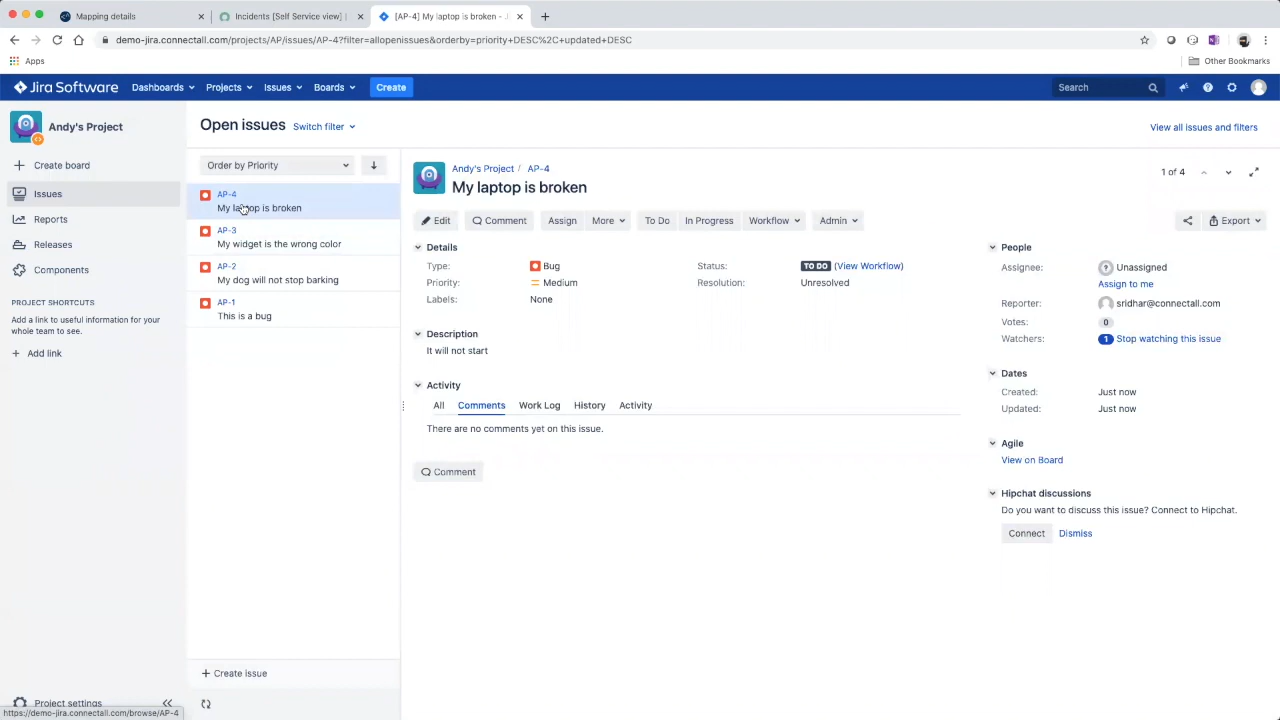 Mapping details
Incidents [Self Service view] |
[AP-4] My laptop is broken - J
demo-jira.connectall.com/projects/AP/issues/AP-4?filter=allopenissues&orderby=priority+DESC%2C+updated+DESC
Apps
Other Bookmarks
Jira Software
Dashboards
Projects
Issues
Boards
Create
Search
Andy's Project
Create board
Issues
Reports
Releases
Components
PROJECT SHORTCUTS
Add a link to useful information for your
whole team to see.
Add link
Project settings
https://demo-jira.connectall.com/browse/AP-4
Open issues
Switch filter
View all issues and filters
Order by Priority
AP-4
My laptop is broken
AP-3
My widget is the wrong color
AP-2
My dog will not stop barking
AP-1
This is a bug
Create issue
Andy's Project / AP-4
My laptop is broken
1 of 4
Edit
Comment
Assign
More
To Do
In Progress
Workflow
Admin
Export
Details
Type: Bug
Status: TO DO (View Workflow)
Priority: Medium
Resolution: Unresolved
Labels: None
Description
It will not start
Activity
All Comments Work Log History Activity
There are no comments yet on this issue.
Comment
People
Assignee: Unassigned
Assign to me
Reporter: sridhar@connectall.com
Votes: 0
Watchers: 1 Stop watching this issue
Dates
Created: Just now
Updated: Just now
Agile
View on Board
Hipchat discussions
Do you want to discuss this issue? Connect to Hipchat.
Connect Dismiss